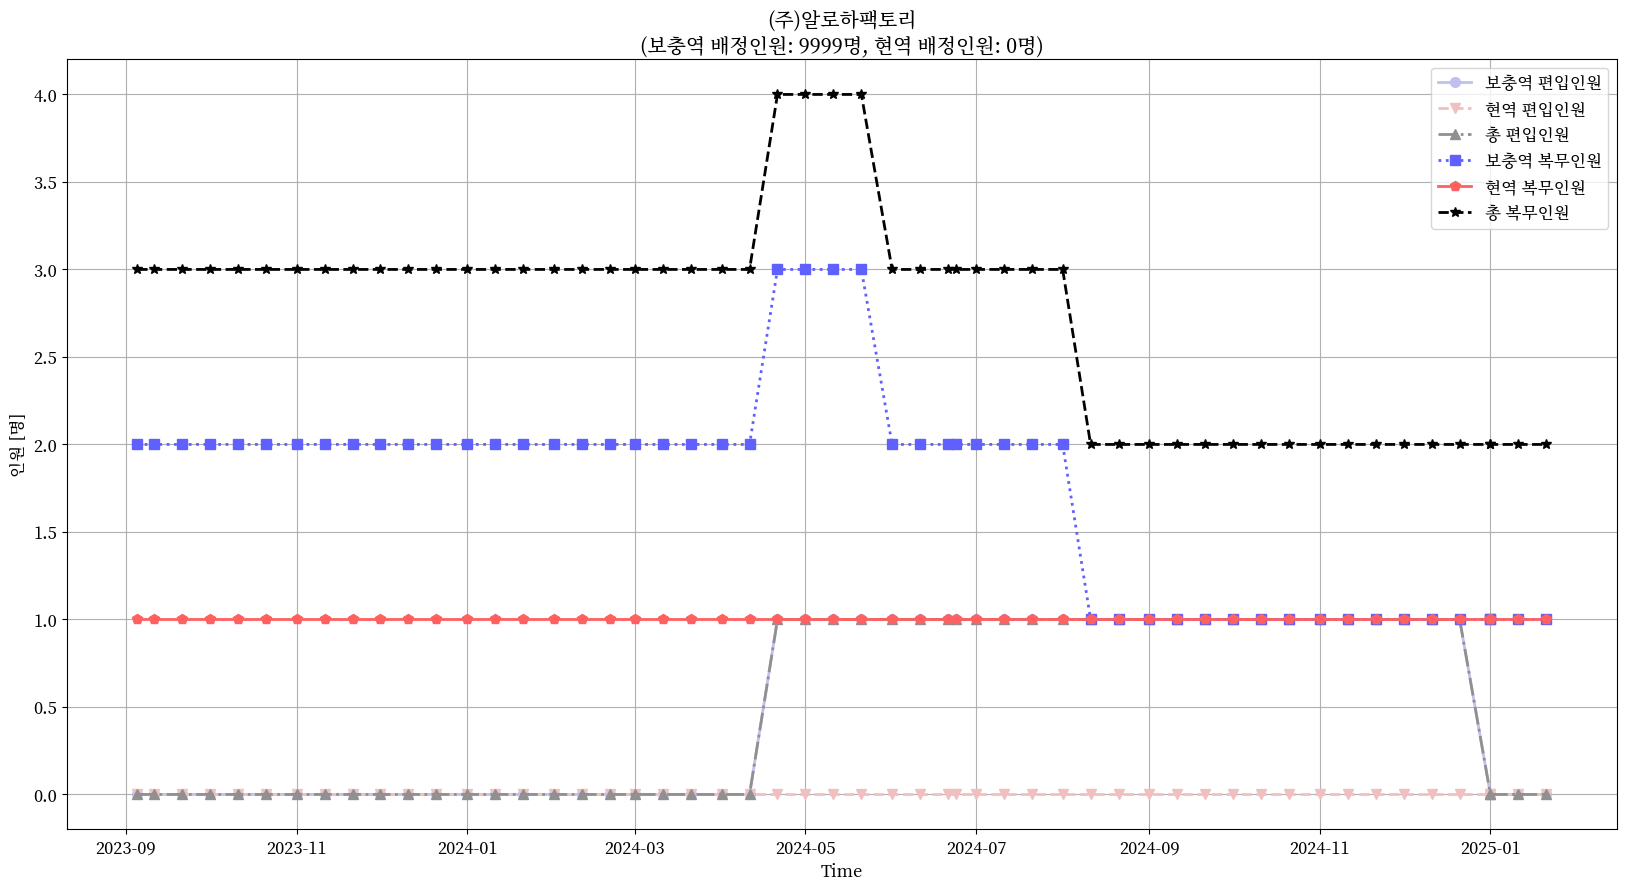 (주)알로하팩토리
(보충역 배정인원: 9999명, 현역 배정인원: 0명)
보충역 편입인원
현역 편입인원
총 편입인원
보충역 복무인원
현역 복무인원
총 복무인원
인원 [명]
4.0
3.5
3.0
2.5
2.0
1.5
1.0
0.5
0.0
2023-09 2023-11 2024-01 2024-03 2024-05 2024-07 2024-09 2024-11 2025-01
Time